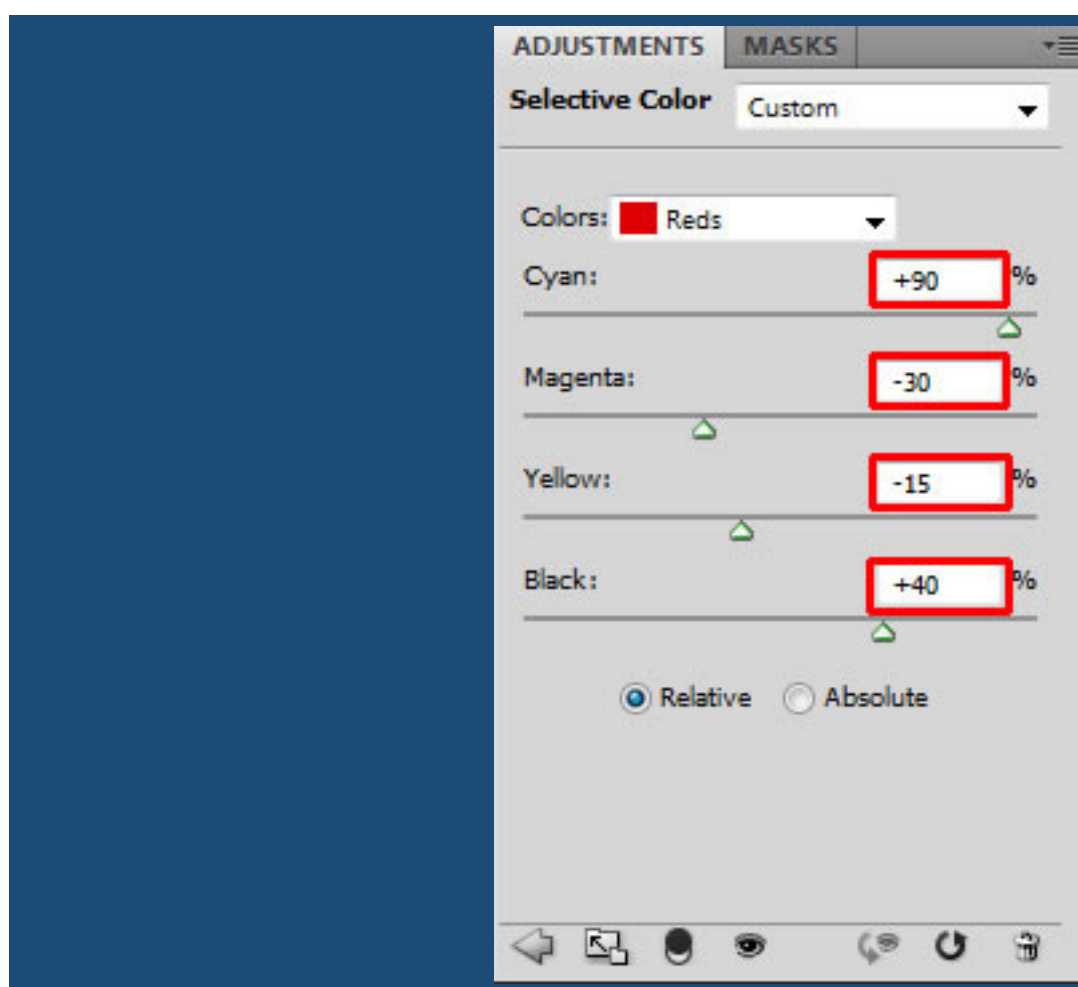 ADJUSTMENTS MASKS
Selective Color Custom
Colors: Reds
Cyan: +90 %
Magenta: -30 %
Yellow: -15 %
Black: +40 %
Relative Absolute